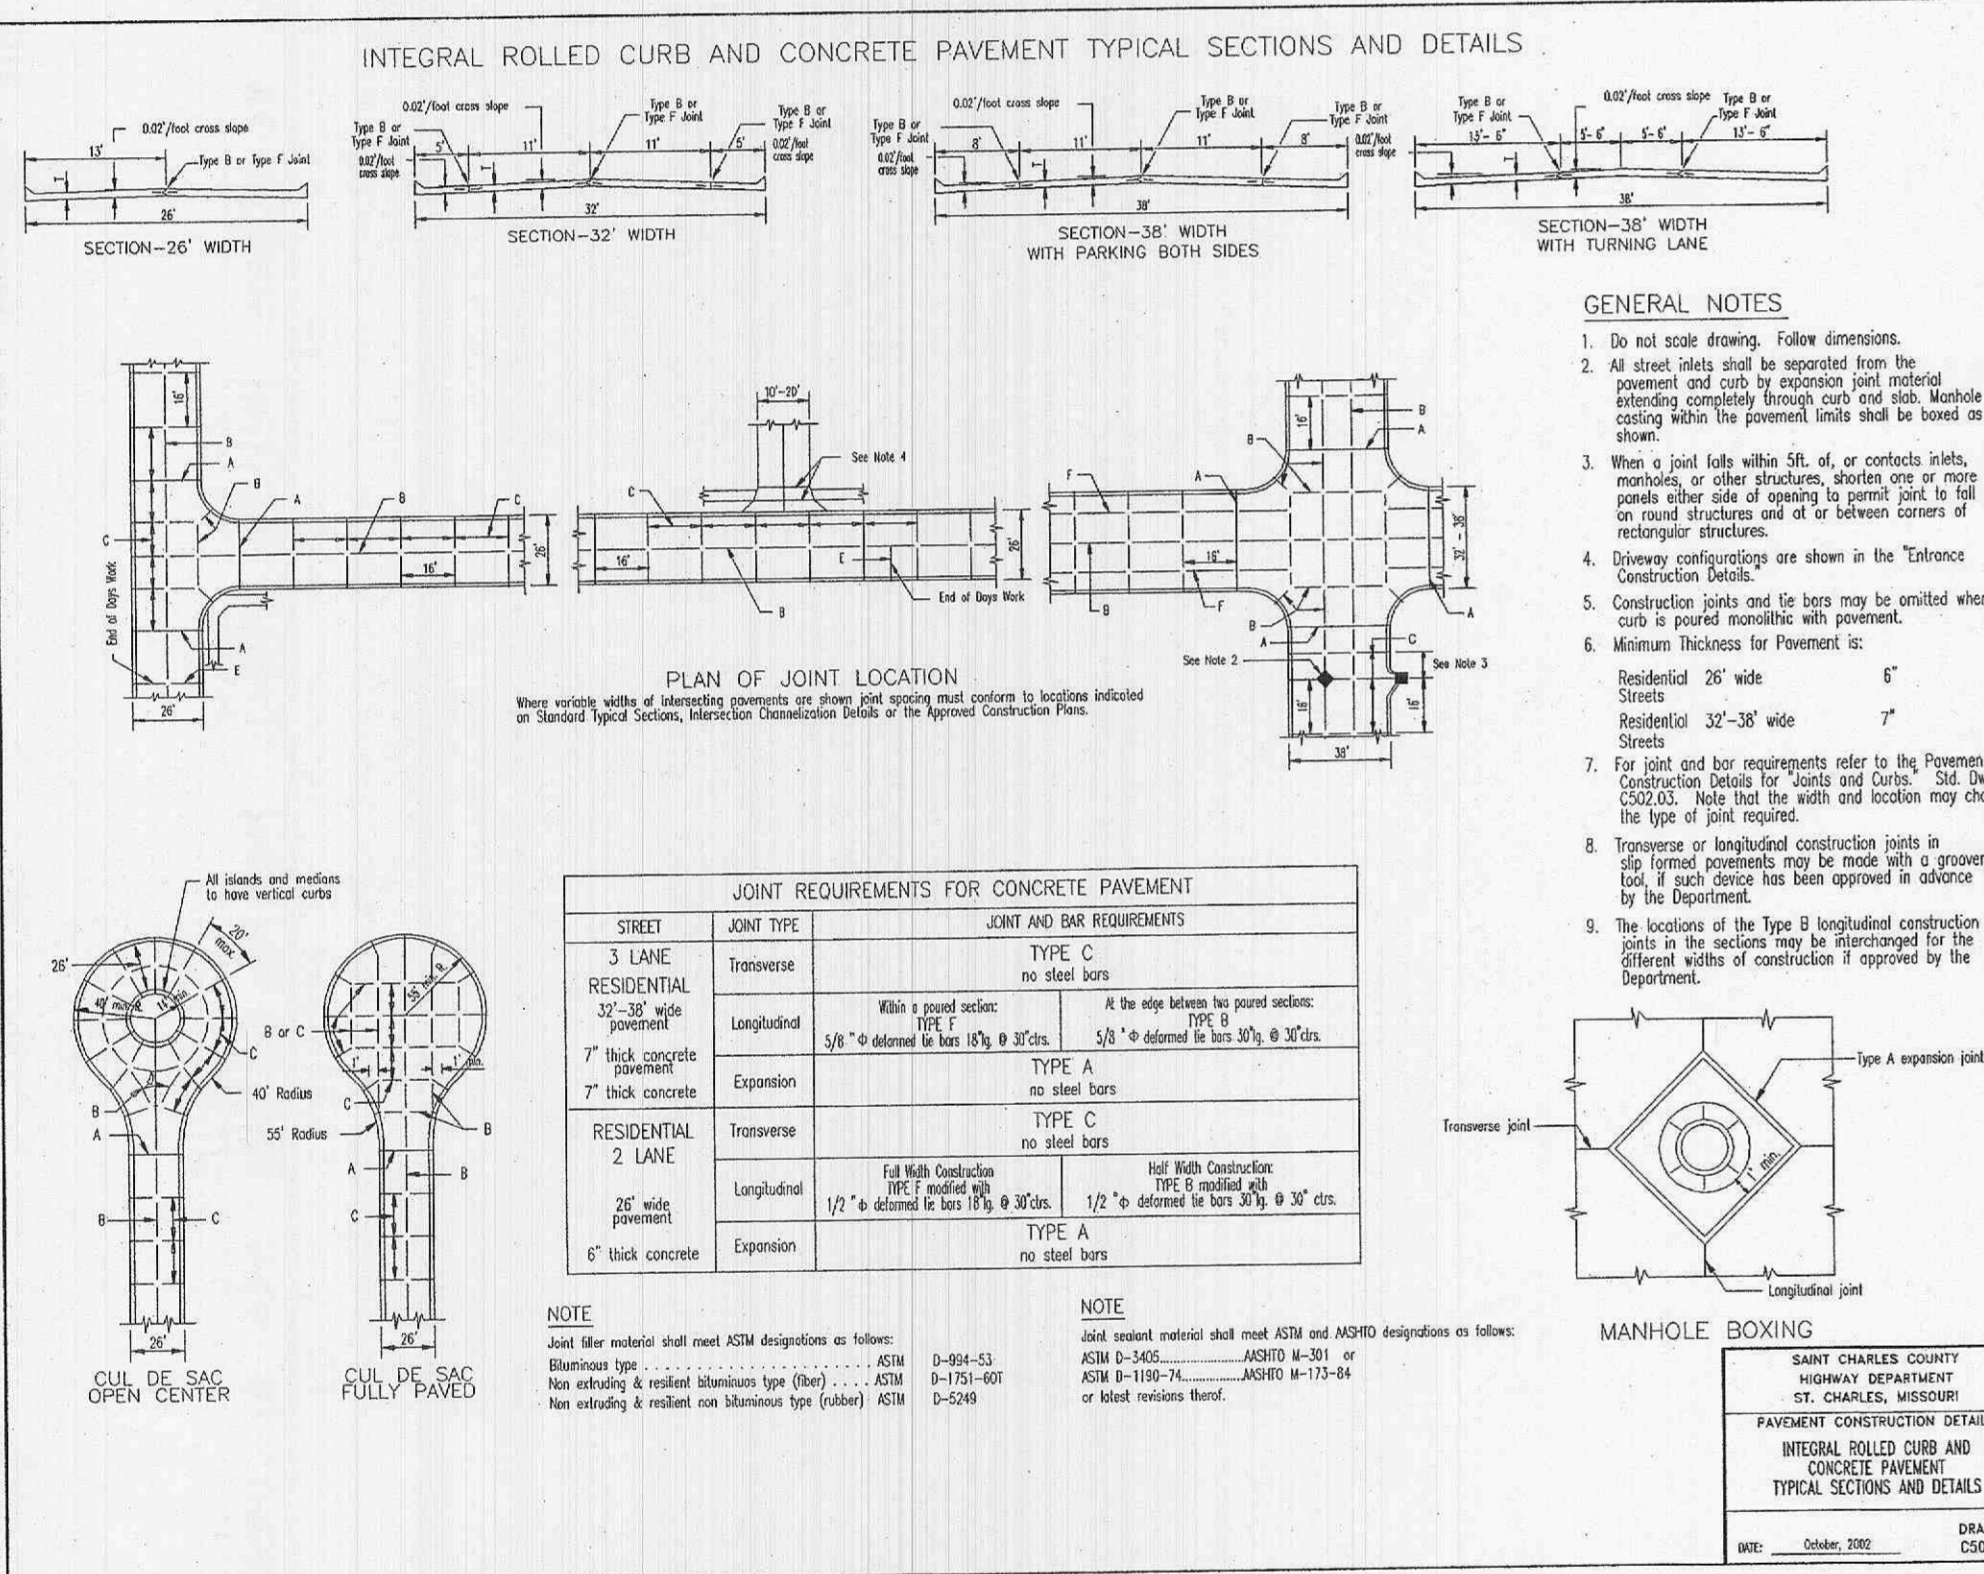 INTEGRAL ROLLED CURB AND CONCRETE PAVEMENT TYPICAL SECTIONS AND DETAILS
0.02'/foot cross slope
13'
Type B or Type F Joint
T
26'
SECTION-26' WIDTH
0.02'/foot cross slope
Type B or
Type F Joint
Type B or
Type F Joint
Type B or
Type F Joint
5'
11'
11'
5'
0.02'/foot
cross slope
0.02'/foot
cross slope
T
32'
SECTION-32' WIDTH
0.02'/foot cross slope
Type B or
Type F Joint
Type B or
Type F Joint
Type B or
Type F Joint
8'
11'
11'
8'
0.02'/foot
cross slope
0.02'/foot
cross slope
T
38'
SECTION-38' WIDTH
WITH PARKING BOTH SIDES
0.02'/foot cross slope
Type B or
Type F Joint
Type B or
Type F Joint
13'-6"
5'-6"
5'-6"
13'-6"
T
38'
SECTION-38' WIDTH
WITH TURNING LANE
GENERAL NOTES
1. Do not scale drawing. Follow dimensions.
2. All street inlets shall be separated from the
pavement and curb by expansion joint material
extending completely through curb and slab. Manhole
casting within the pavement limits shall be boxed as
shown.
3. When a joint falls within 5ft. of, or contacts inlets,
manholes, or other structures, shorten one or more
panels either side of opening to permit joint to fall
on round structures and at or between corners of
rectangular structures.
4. Driveway configurations are shown in the "Entrance
Construction Details."
5. Construction joints and tie bars may be omitted when
curb is poured monolithic with pavement.
6. Minimum Thickness for Pavement is:
Residential 26' wide 6"
Streets
Residential 32'-38' wide 7"
Streets
7. For joint and bar requirements refer to the Pavemen
Construction Details for "Joints and Curbs." Std. Dw
C502.03. Note that the width and location may cha
the type of joint required.
8. Transverse or longitudinal construction joints in
slip formed pavements may be made with a groover
tool, if such device has been approved in advance
by the Department.
9. The locations of the Type B longitudinal construction
joints in the sections may be interchanged for the
different widths of construction if approved by the
Department.
16'
B
A
B
A
B
C
C
End of Days Work
16'
26'
A
E
26'
10'-20'
See Note 4
C
16'
E
26'
B
End of Days Work
16'
B
A
B
A
F
16'
32' - 38'
B
F
B
A
A
C
See Note 2
See Note 3
16'
16'
38'
PLAN OF JOINT LOCATION
Where variable widths of intersecting pavements are shown joint spacing must conform to locations indicated
on Standard Typical Sections, Intersection Channelization Details or the Approved Construction Plans.
All islands and medians
to have vertical curbs
20'
max.
26'
40' min. R.
14' min.
C
A
B
A
40' Radius
B
C
26'
CUL DE SAC
OPEN CENTER
55' min. R.
B or C
1'
1' min.
C
55' Radius
B
A
B
C
26'
CUL DE SAC
FULLY PAVED
JOINT REQUIREMENTS FOR CONCRETE PAVEMENT
STREET JOINT TYPE JOINT AND BAR REQUIREMENTS
3 LANE
RESIDENTIAL
32'-38' wide
pavement
7" thick concrete
pavement
7" thick concrete
Transverse
TYPE C
no steel bars
Longitudinal
Within a poured section:
TYPE F
5/8 " Φ deformed tie bars 18"lg. @ 30"ctrs.
At the edge between two poured sections:
TYPE B
5/8 " Φ deformed tie bars 30"lg. @ 30"ctrs.
Expansion
TYPE A
no steel bars
RESIDENTIAL
2 LANE
26' wide
pavement
6" thick concrete
Transverse
TYPE C
no steel bars
Longitudinal
Full Width Construction
TYPE F modified with
1/2 " Φ deformed tie bars 18"lg. @ 30"ctrs.
Half Width Construction:
TYPE B modified with
1/2 " Φ deformed tie bars 30"lg. @ 30" ctrs.
Expansion
TYPE A
no steel bars
NOTE
Joint filler material shall meet ASTM designations as follows:
Bituminous type . . . . . . . . . . . . . . . . . . . . . . ASTM D-994-53
Non extruding & resilient bituminuos type (fiber) . . . . ASTM D-1751-60T
Non extruding & resilient non bituminous type (rubber) ASTM D-5249
NOTE
Joint sealant material shall meet ASTM and AASHTO designations as follows:
ASTM D-3405......................AASHTO M-301 or
ASTM D-1190-74................AASHTO M-173-84
or latest revisions therof.
Type A expansion joint
Transverse joint
1' min.
Longitudinal joint
MANHOLE BOXING
SAINT CHARLES COUNTY
HIGHWAY DEPARTMENT
ST. CHARLES, MISSOURI
PAVEMENT CONSTRUCTION DETAIL
INTEGRAL ROLLED CURB AND
CONCRETE PAVEMENT
TYPICAL SECTIONS AND DETAILS
DATE: October, 2002
DRA
C50